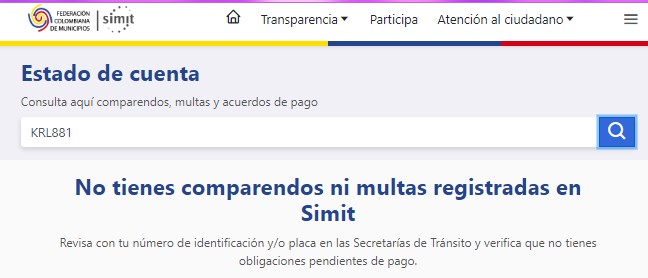 FEDERACIÓN
COLOMBIANA
DE MUNICIPIOS
simit
Transparencia
Participa
Atención al ciudadano
Estado de cuenta
Consulta aquí comparendos, multas y acuerdos de pago
KRL881
No tienes comparendos ni multas registradas en
Simit
Revisa con tu número de identificación y/o placa en las Secretarías de Tránsito y verifica que no tienes
obligaciones pendientes de pago.